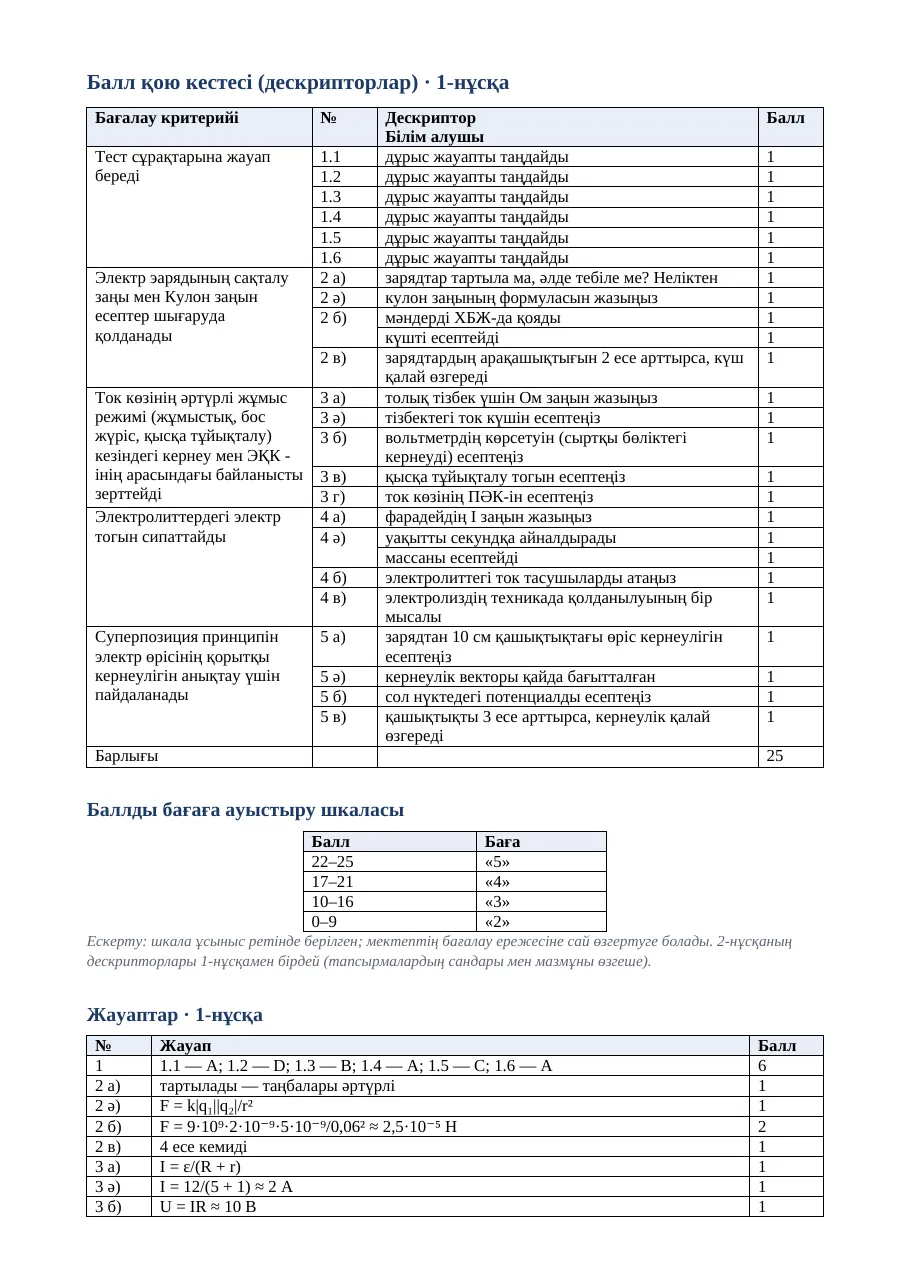 Балл қою кестесі (дескрипторлар) · 1-нұсқа
Бағалау критерийі № Дескриптор Балл
Білім алушы
Тест сұрақтарына жауап 1.1 дұрыс жауапты таңдайды 1
береді 1.2 дұрыс жауапты таңдайды 1
1.3 дұрыс жауапты таңдайды 1
1.4 дұрыс жауапты таңдайды 1
1.5 дұрыс жауапты таңдайды 1
1.6 дұрыс жауапты таңдайды 1
Электр эарядының сақталу 2 а) зарядтар тартыла ма, әлде тебіле ме? Неліктен 1
заңы мен Кулон заңын 2 ә) кулон заңының формуласын жазыңыз 1
есептер шығаруда 2 б) мәндерді ХБЖ-да қояды 1
қолданады күшті есептейді 1
2 в) зарядтардың арақашықтығын 2 есе арттырса, күш 1
қалай өзгереді
Ток көзінің әртүрлі жұмыс 3 а) толық тізбек үшін Ом заңын жазыңыз 1
режимі (жұмыстық, бос 3 ә) тізбектегі ток күшін есептеңіз 1
жүріс, қысқа тұйықталу) 3 б) вольтметрдің көрсетуін (сыртқы бөліктегі 1
кезіндегі кернеу мен ЭҚК - кернеуді) есептеңіз
інің арасындағы байланысты 3 в) қысқа тұйықталу тогын есептеңіз 1
зерттейді 3 г) ток көзінің ПӘК-ін есептеңіз 1
Электролиттердегі электр 4 а) фарадейдің I заңын жазыңыз 1
тогын сипаттайды 4 ә) уақытты секундқа айналдырады 1
массаны есептейді 1
4 б) электролиттегі ток тасушыларды атаңыз 1
4 в) электролиздің техникада қолданылуының бір 1
мысалы
Суперпозиция принципін 5 а) зарядтан 10 см қашықтықтағы өріс кернеулігін 1
электр өрісінің қорытқы есептеңіз
кернеулігін анықтау үшін 5 ә) кернеулік векторы қайда бағытталған 1
пайдаланады 5 б) сол нүктедегі потенциалды есептеңіз 1
5 в) қашықтықты 3 есе арттырса, кернеулік қалай 1
өзгереді
Барлығы 25
Баллды бағаға ауыстыру шкаласы
Балл Баға
22–25 «5»
17–21 «4»
10–16 «3»
0–9 «2»
Ескерту: шкала ұсыныс ретінде берілген; мектептің бағалау ережесіне сай өзгертуге болады. 2-нұсқаның
дескрипторлары 1-нұсқамен бірдей (тапсырмалардың сандары мен мазмұны өзгеше).
Жауаптар · 1-нұсқа
№ Жауап Балл
1 1.1 — A; 1.2 — D; 1.3 — B; 1.4 — A; 1.5 — C; 1.6 — A 6
2 а) тартылады — таңбалары әртүрлі 1
2 ә) F = k|q₁||q₂|/r² 1
2 б) F = 9·10⁹·2·10⁻⁹·5·10⁻⁹/0,06² ≈ 2,5·10⁻⁵ Н 2
2 в) 4 есе кемиді 1
3 а) I = ε/(R + r) 1
3 ә) I = 12/(5 + 1) ≈ 2 А 1
3 б) U = IR ≈ 10 В 1